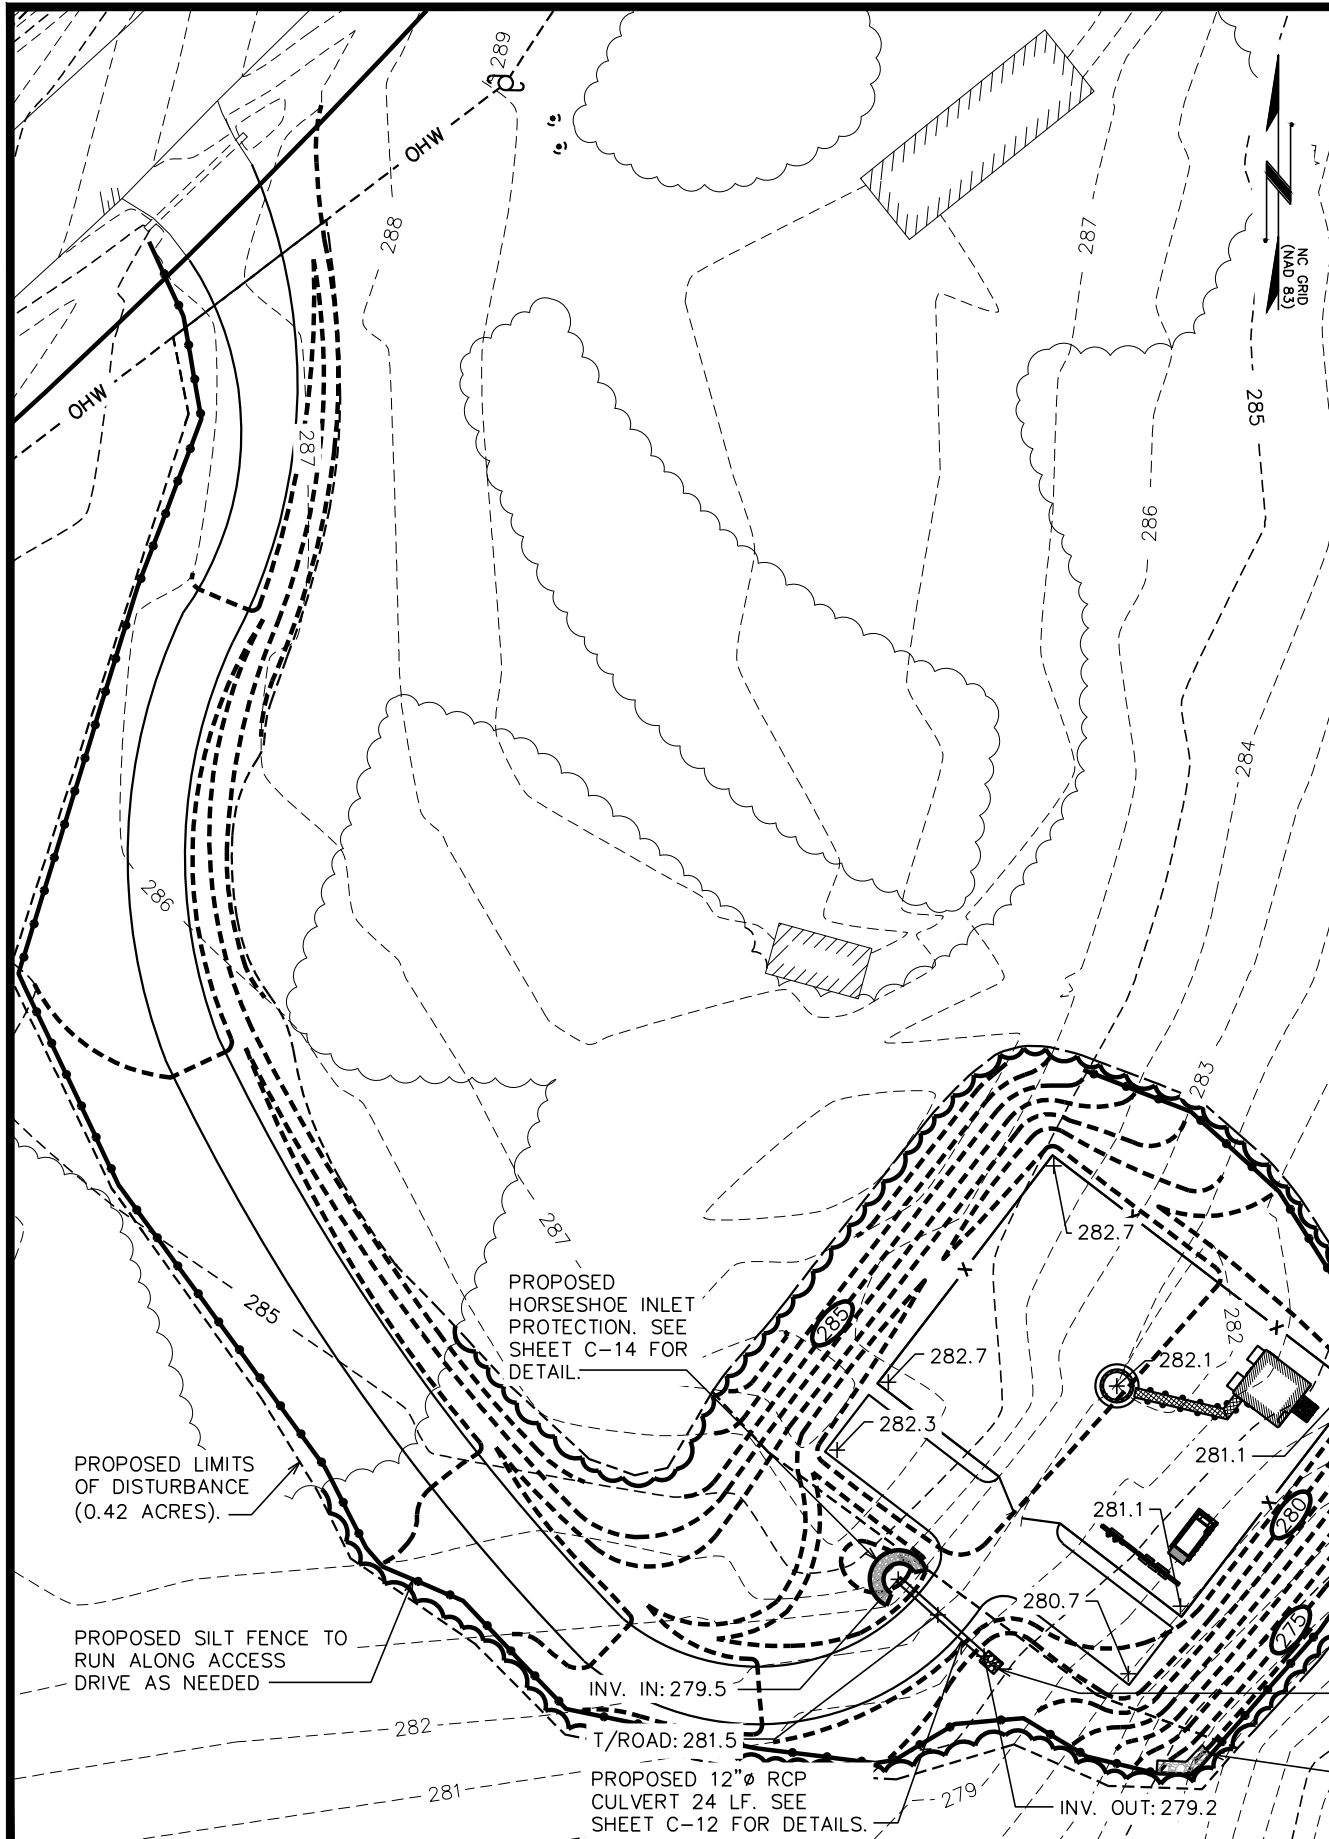 289
OHW
288
287
NC GRID
(NAD 83)
285
OHW
287
286
284
286
283
287
282.7
285
PROPOSED
HORSESHOE INLET
PROTECTION. SEE
SHEET C-14 FOR
DETAIL.
285
282
282.7
282.1
282.3
281.1
PROPOSED LIMITS
OF DISTURBANCE
(0.42 ACRES).
281.1
280
280.7
275
PROPOSED SILT FENCE TO
RUN ALONG ACCESS
DRIVE AS NEEDED
INV. IN: 279.5
282
T/ROAD: 281.5
281
PROPOSED 12"ø RCP
CULVERT 24 LF. SEE
SHEET C-12 FOR DETAILS.
279
INV. OUT: 279.2
X
X
X